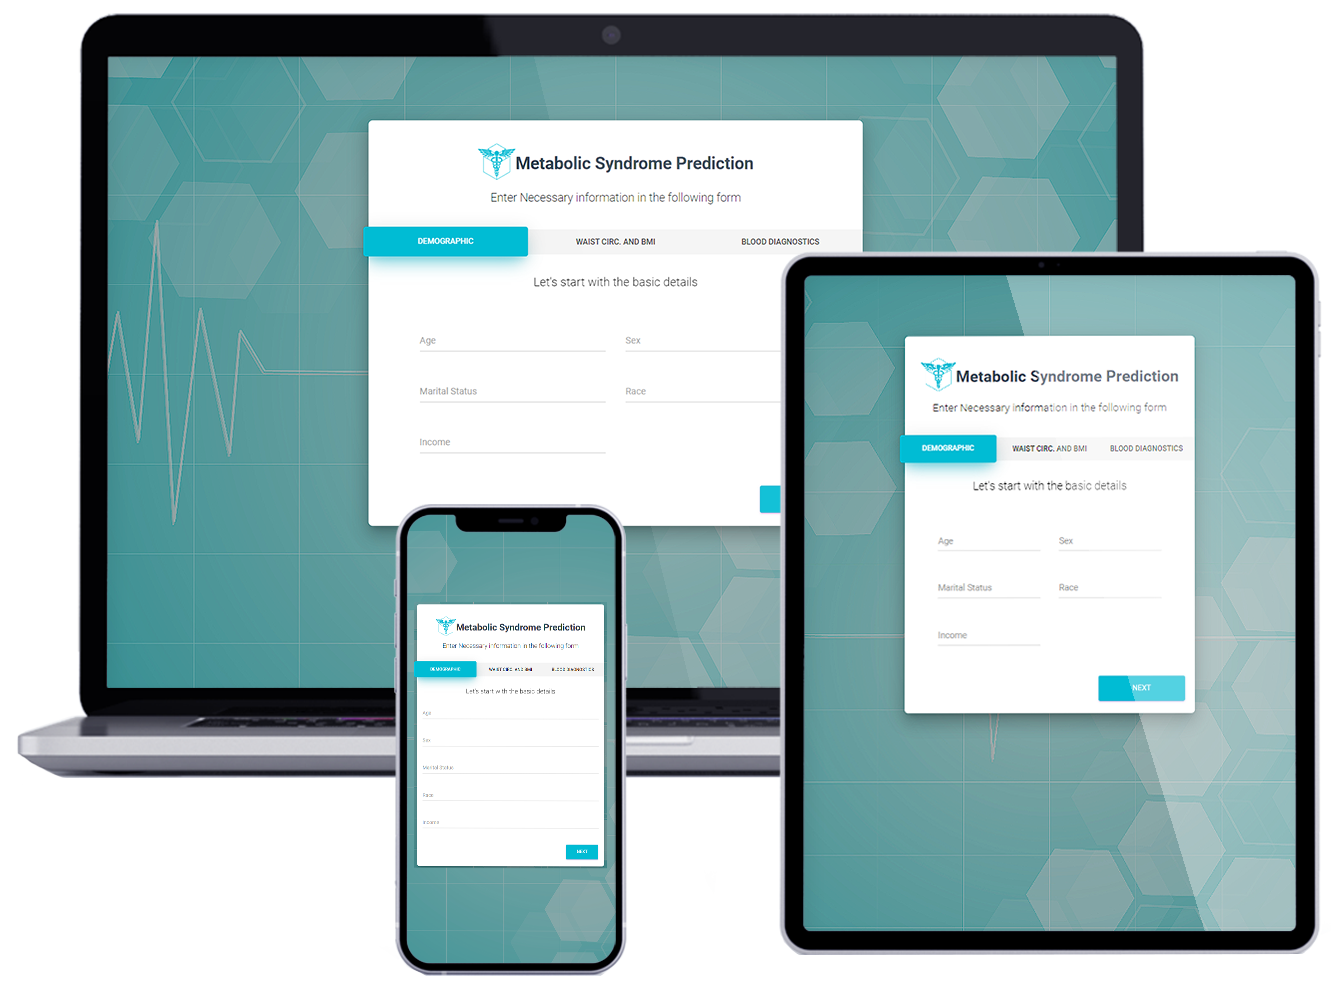 Metabolic Syndrome Prediction
Enter Necessary information in the following form
DEMOGRAPHIC WAIST CIRC. AND BMI BLOOD DIAGNOSTICS
Let's start with the basic details
Age Sex
Marital Status Race
Income
Metabolic Syndrome Prediction
Enter Necessary information in the following form
DEMOGRAPHIC WAIST CIRC. AND BMI BLOOD DIAGNOSTICS
Let's start with the basic details
Age Sex
Marital Status Race
Income
NEXT
Metabolic Syndrome Prediction
Enter Necessary information in the following form
DEMOGRAPHIC WAIST CIRC. AND BMI BLOOD DIAGNOSTICS
Let's start with the basic details
Age
Sex
Marital Status
Race
Income
NEXT